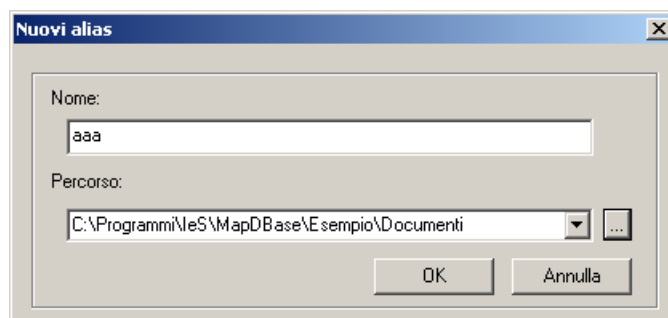 Nuovi alias
Nome:
aaa
Percorso:
C:\Programmi\IeS\MapDBase\Esempio\Documenti
...
OK
Annulla